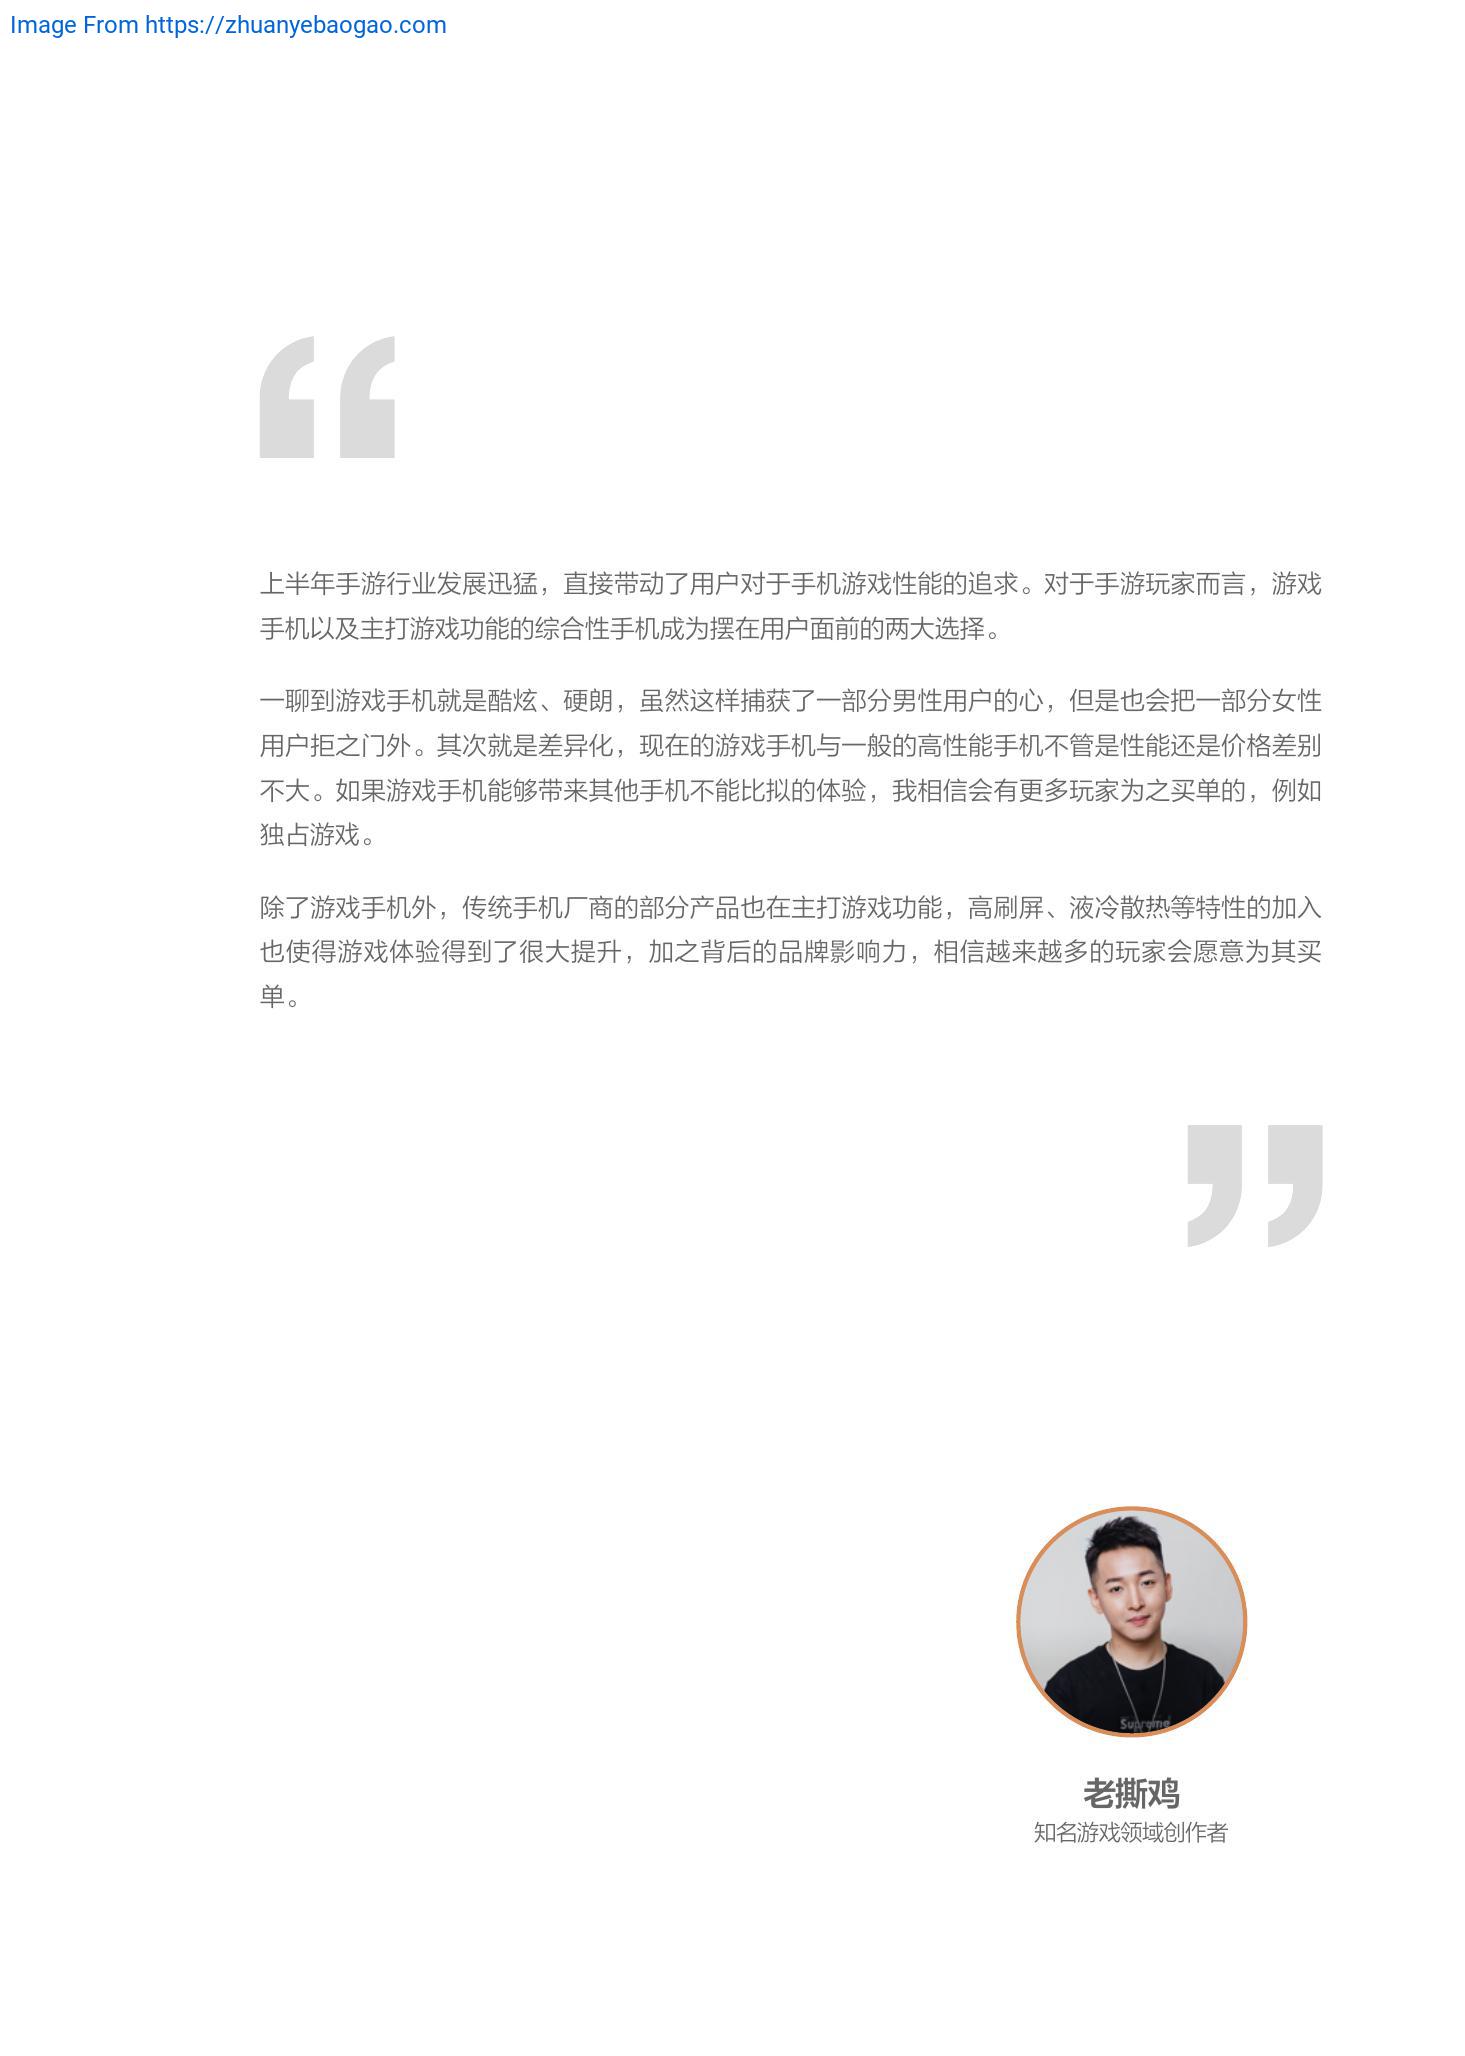 Image From https://zhuanyebaogao.com
上半年手游行业发展迅猛，直接带动了用户对于手机游戏性能的追求。对于手游玩家而言，游戏
手机以及主打游戏功能的综合性手机成为摆在用户面前的两大选择。
一聊到游戏手机就是酷炫、硬朗，虽然这样捕获了一部分男性用户的心，但是也会把一部分女性
用户拒之门外。其次就是差异化，现在的游戏手机与一般的高性能手机不管是性能还是价格差别
不大。如果游戏手机能够带来其他手机不能比拟的体验，我相信会有更多玩家为之买单的，例如
独占游戏。
除了游戏手机外，传统手机厂商的部分产品也在主打游戏功能，高刷屏、液冷散热等特性的加入
也使得游戏体验得到了很大提升，加之背后的品牌影响力，相信越来越多的玩家会愿意为其买
单。
Supreme
老撕鸡
知名游戏领域创作者